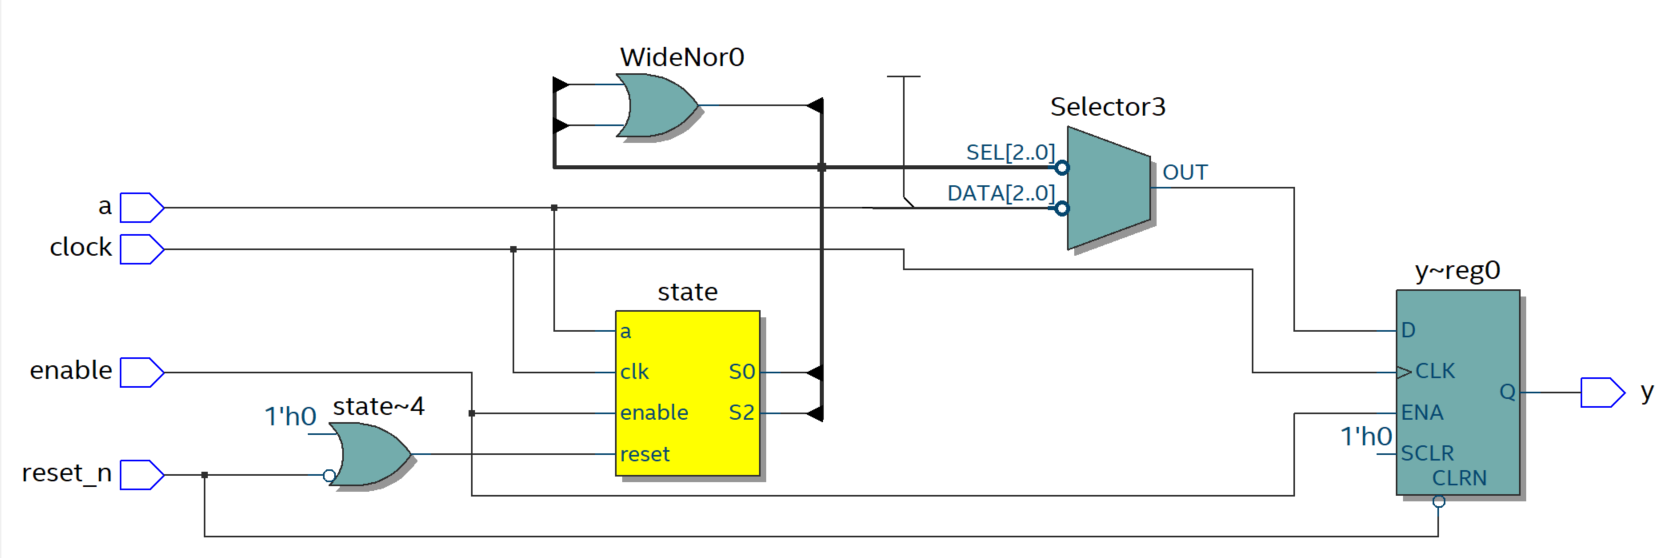 WideNor0
Selector3
SEL[2..0]
OUT
DATA[2..0]
a
clock
state
y~reg0
a
D
enable
clk
S0
CLK
1'h0
state~4
enable
S2
Q
y
ENA
1'h0
reset_n
reset
SCLR
CLRN